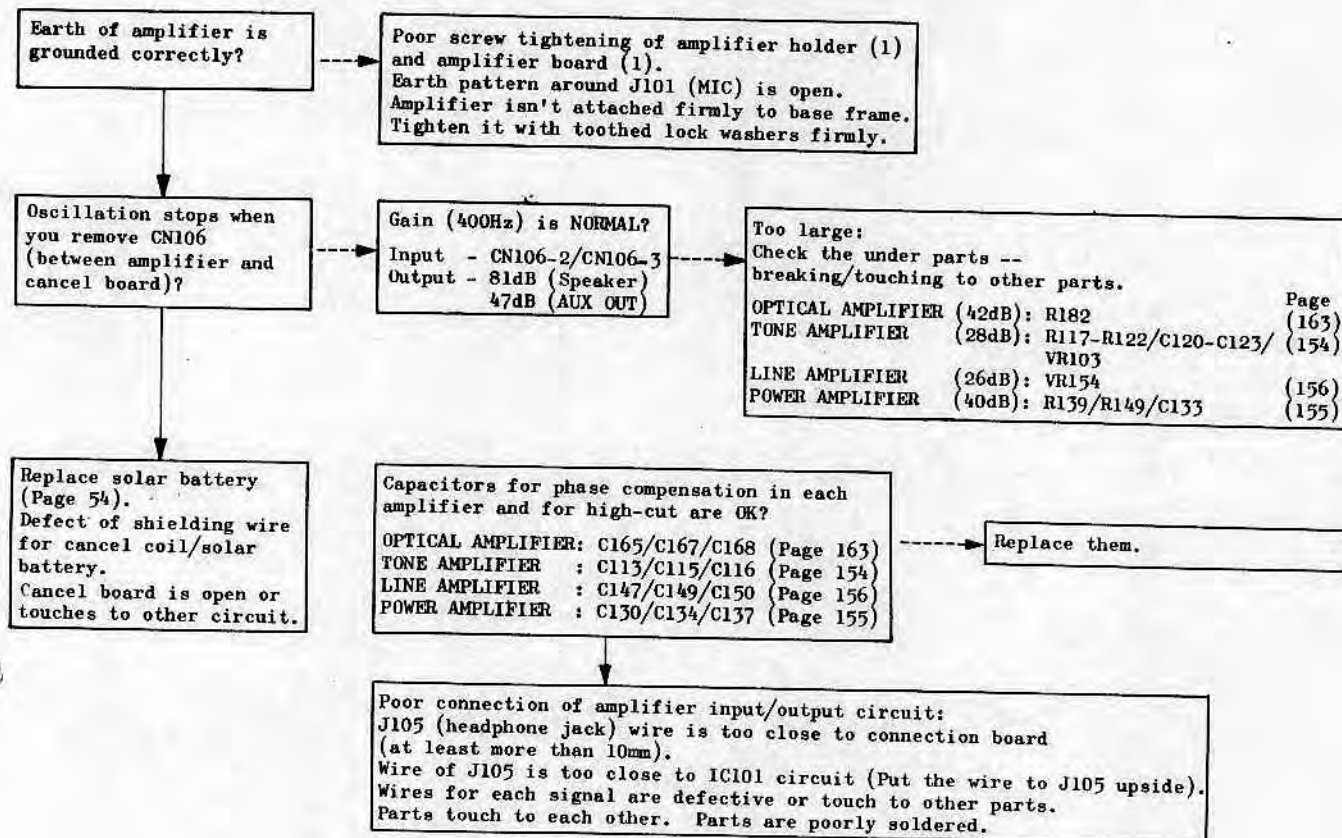 Earth of amplifier is
grounded correctly?
Poor screw tightening of amplifier holder (1)
and amplifier board (1).
Earth pattern around J101 (MIC) is open.
Amplifier isn't attached firmly to base frame.
Tighten it with toothed lock washers firmly.
Oscillation stops when
you remove CN106
(between amplifier and
cancel board)?
Gain (400Hz) is NORMAL?
Input - CN106-2/CN106-3
Output - 81dB (Speaker)
47dB (AUX OUT)
Too large:
Check the under parts --
breaking/touching to other parts.
Page
OPTICAL AMPLIFIER (42dB): R182 (163)
TONE AMPLIFIER (28dB): R117-R122/C120-C123/ (154)
VR103
LINE AMPLIFIER (26dB): VR154 (156)
POWER AMPLIFIER (40dB): R139/R149/C133 (155)
Replace solar battery
(Page 54).
Defect of shielding wire
for cancel coil/solar
battery.
Cancel board is open or
touches to other circuit.
Capacitors for phase compensation in each
amplifier and for high-cut are OK?
OPTICAL AMPLIFIER: C165/C167/C168 (Page 163)
TONE AMPLIFIER : C113/C115/C116 (Page 154)
LINE AMPLIFIER : C147/C149/C150 (Page 156)
POWER AMPLIFIER : C130/C134/C137 (Page 155)
Replace them.
Poor connection of amplifier input/output circuit:
J105 (headphone jack) wire is too close to connection board
(at least more than 10mm).
Wire of J105 is too close to IC101 circuit (Put the wire to J105 upside).
Wires for each signal are defective or touch to other parts.
Parts touch to each other. Parts are poorly soldered.